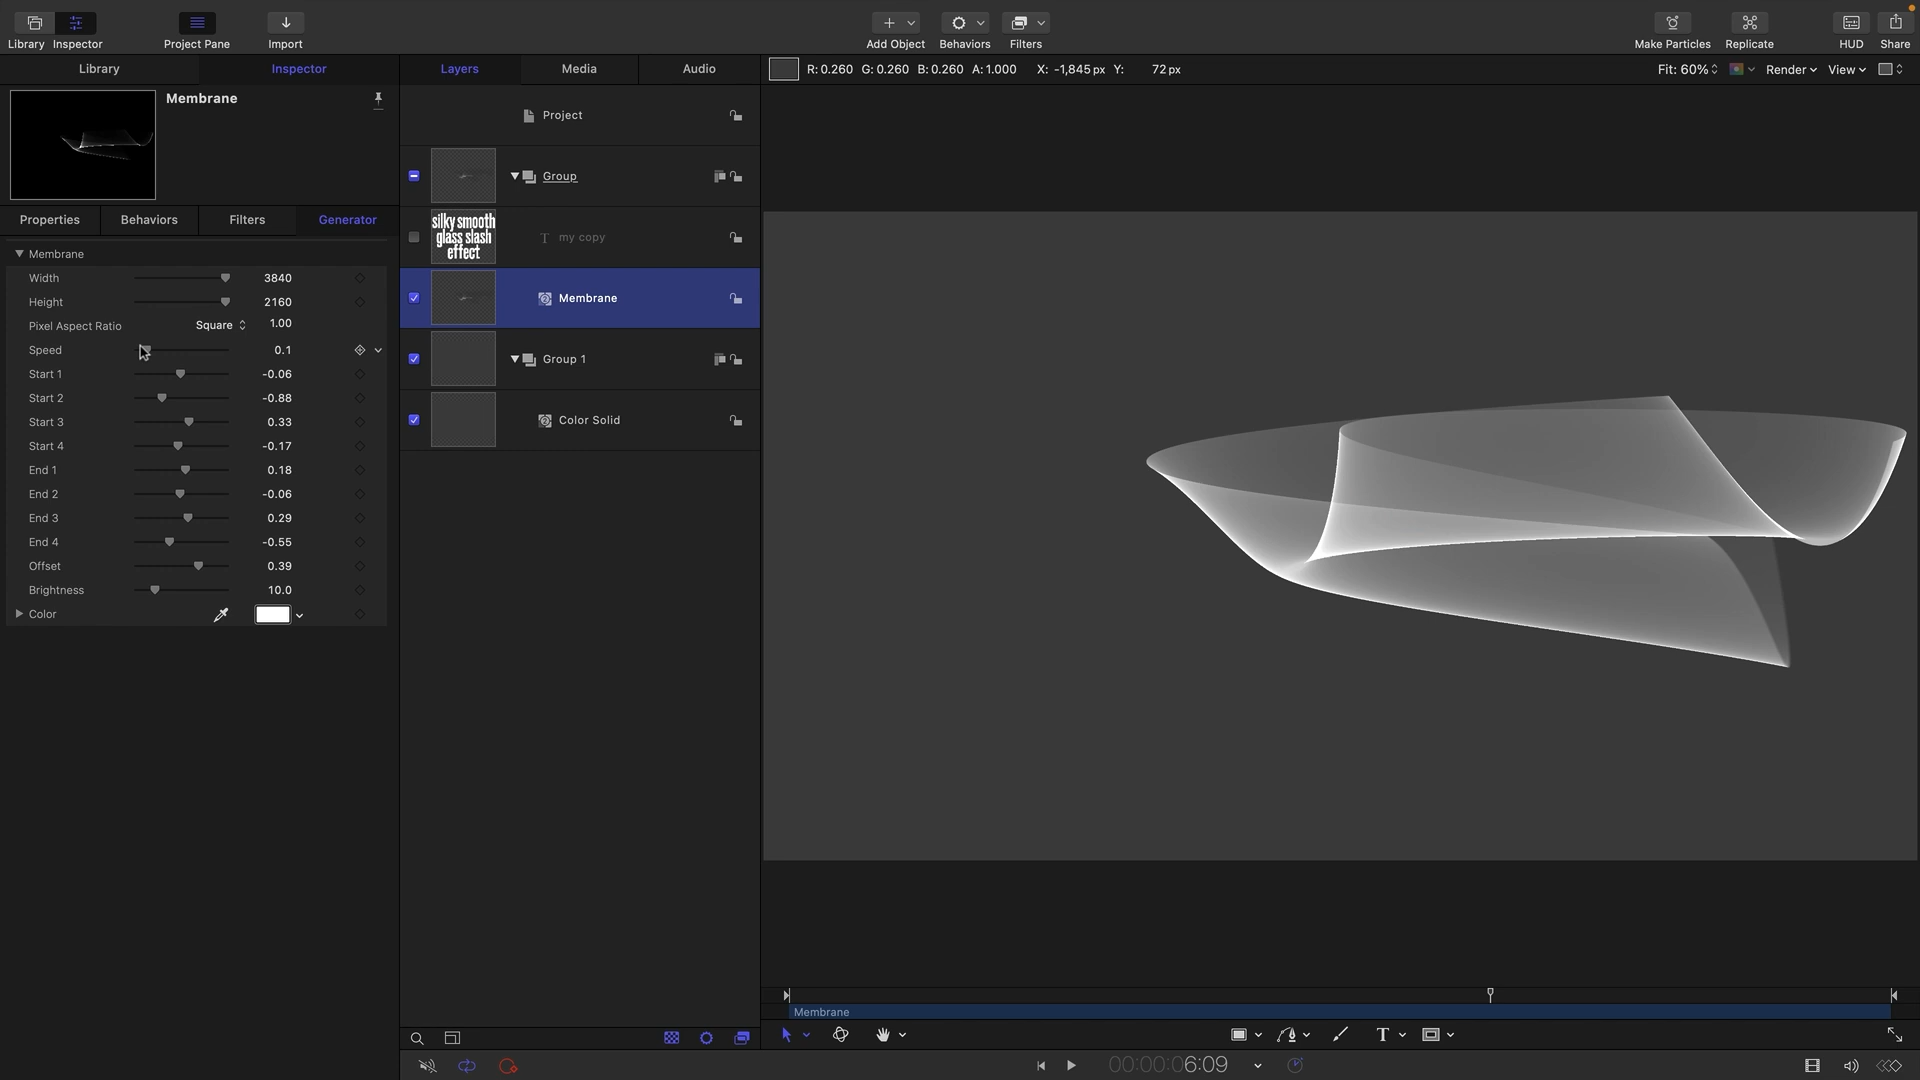 Library
Inspector
Project Pane
Import
Add Object
Behaviors
Filters
Make Particles
Replicate
HUD
Share
Library
Inspector
Layers
Media
Audio
R: 0.260 G: 0.260 B: 0.260 A: 1.000 X: -1,845 px Y: 72 px
Fit: 60%
Render
View
Membrane
Project
Group
silky smooth
glass slash
effect
my copy
Membrane
Group 1
Color Solid
Properties
Behaviors
Filters
Generator
Membrane
Width 3840
Height 2160
Pixel Aspect Ratio Square 1.00
Speed 0.1
Start 1 -0.06
Start 2 -0.88
Start 3 0.33
Start 4 -0.17
End 1 0.18
End 2 -0.06
End 3 0.29
End 4 -0.55
Offset 0.39
Brightness 10.0
Color
Membrane
T
00:00:06:09